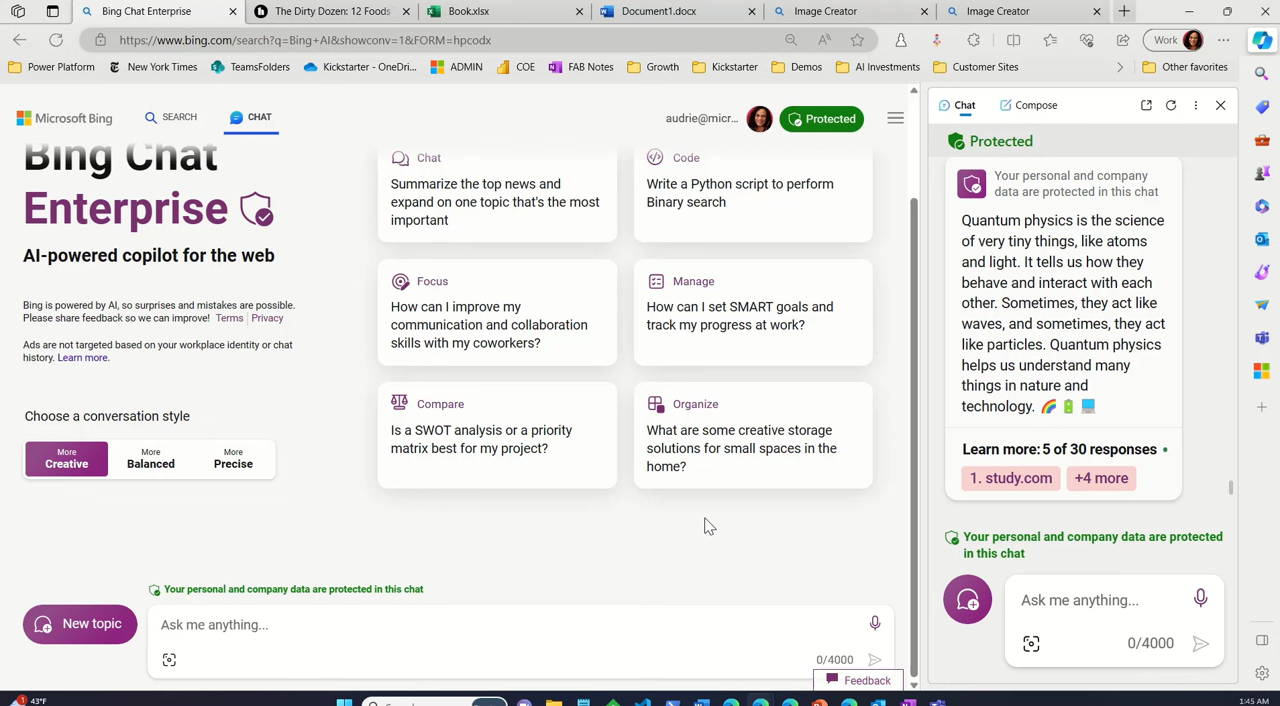 Bing Chat Enterprise
The Dirty Dozen: 12 Foods
Book.xlsx
Document1.docx
Image Creator
Image Creator
https://www.bing.com/search?q=Bing+AI&showconv=1&FORM=hpcodx
Work
Power Platform
New York Times
TeamsFolders
Kickstarter - OneDri...
ADMIN
COE
FAB Notes
Growth
Kickstarter
Demos
AI Investments
Customer Sites
Other favorites
Microsoft Bing
SEARCH
CHAT
audrie@micr...
Protected
Bing Chat
Enterprise
AI-powered copilot for the web
Bing is powered by AI, so surprises and mistakes are possible.
Please share feedback so we can improve! Terms | Privacy
Ads are not targeted based on your workplace identity or chat
history. Learn more.
Choose a conversation style
More
Creative
More
Balanced
More
Precise
Chat
Summarize the top news and
expand on one topic that's the most
important
Code
Write a Python script to perform
Binary search
Focus
How can I improve my
communication and collaboration
skills with my coworkers?
Manage
How can I set SMART goals and
track my progress at work?
Compare
Is a SWOT analysis or a priority
matrix best for my project?
Organize
What are some creative storage
solutions for small spaces in the
home?
Your personal and company data are protected in this chat
New topic
Ask me anything...
0/4000
Feedback
Chat
Compose
Protected
Your personal and company
data are protected in this chat
Quantum physics is the science
of very tiny things, like atoms
and light. It tells us how they
behave and interact with each
other. Sometimes, they act like
waves, and sometimes, they act
like particles. Quantum physics
helps us understand many
things in nature and
technology.
Learn more: 5 of 30 responses
1. study.com
+4 more
Your personal and company data are protected
in this chat
Ask me anything...
0/4000
1
43°F
1:45 AM